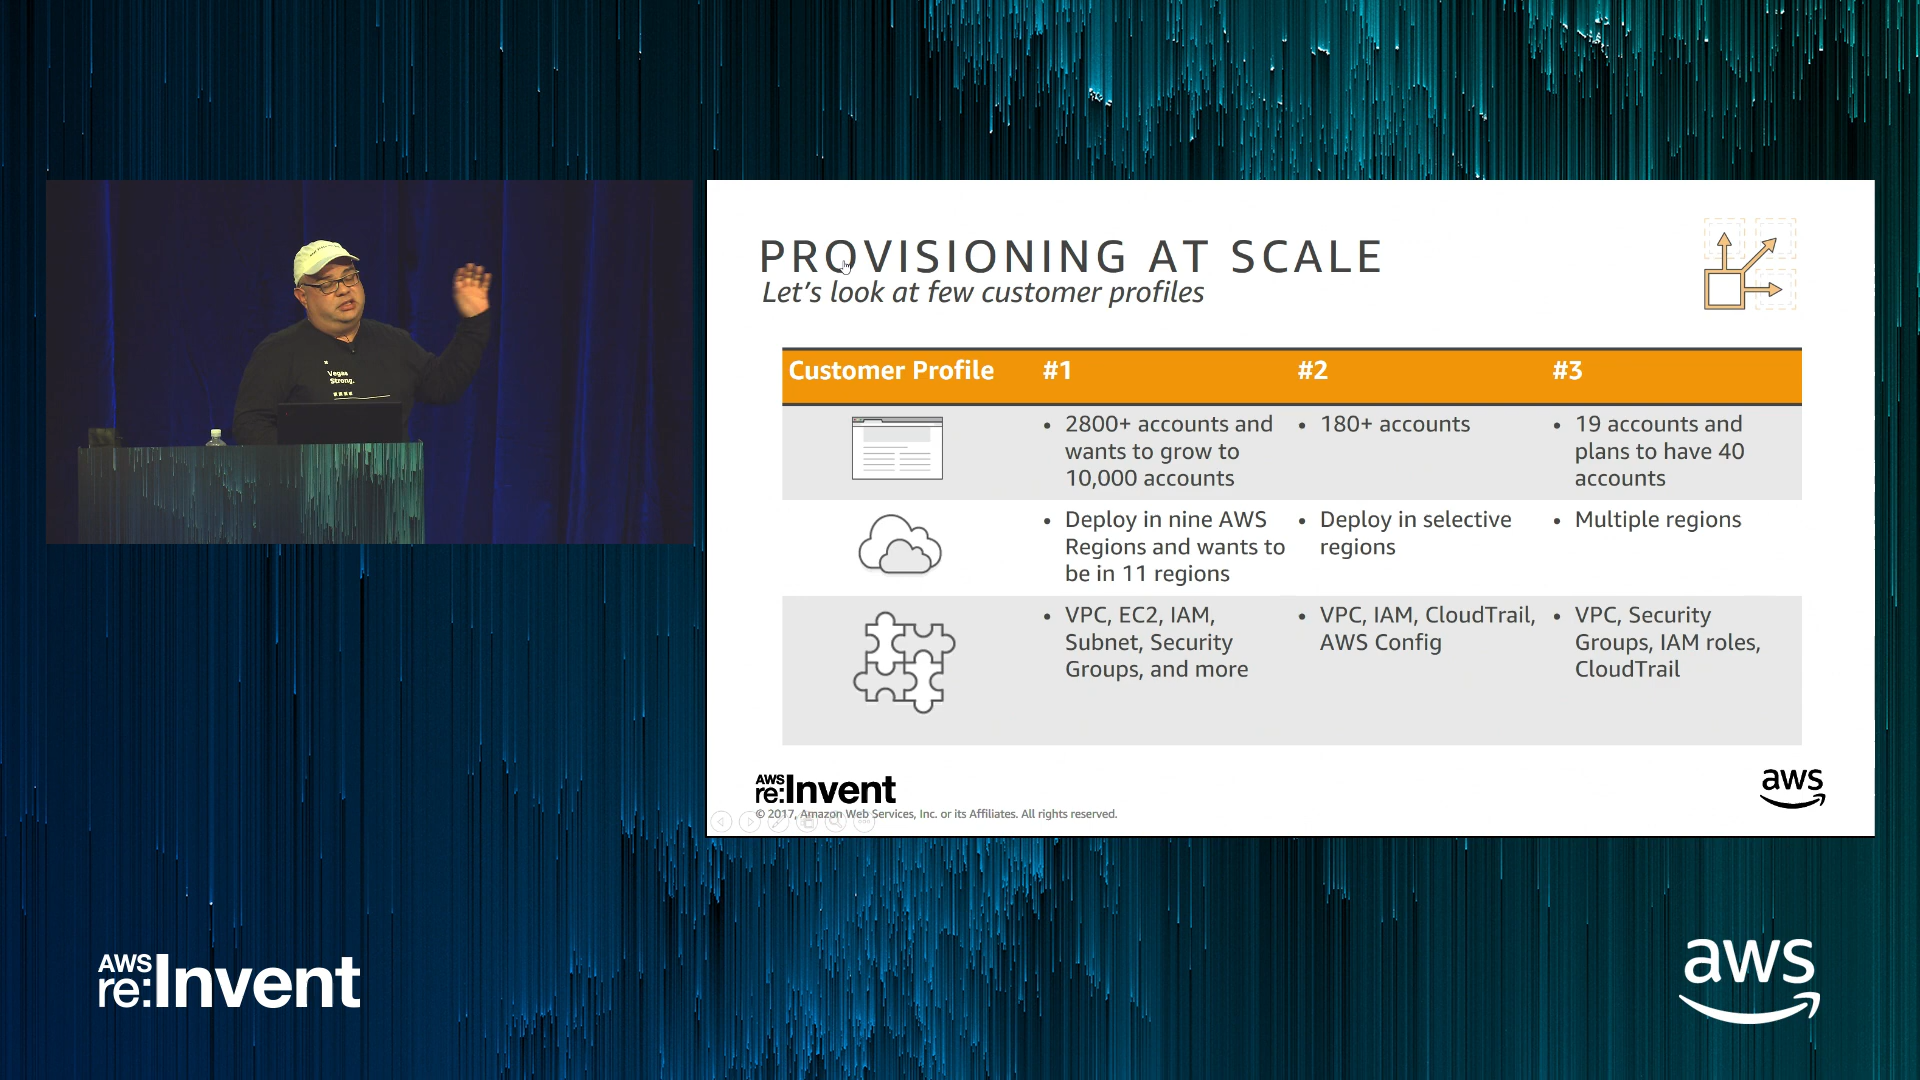 Vegas
Strong.
PROVISIONING AT SCALE
Let's look at few customer profiles
Customer Profile
#1
#2
#3
• 2800+ accounts and
wants to grow to
10,000 accounts
• 180+ accounts
• 19 accounts and
plans to have 40
accounts
• Deploy in nine AWS
Regions and wants to
be in 11 regions
• Deploy in selective
regions
• Multiple regions
• VPC, EC2, IAM,
Subnet, Security
Groups, and more
• VPC, IAM, CloudTrail,
AWS Config
• VPC, Security
Groups, IAM roles,
CloudTrail
AWS
re:Invent
aws
© 2017, Amazon Web Services, Inc. or its Affiliates. All rights reserved.
AWS
re:Invent
aws